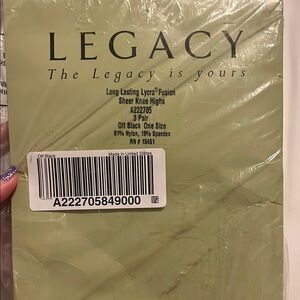 LEGACY
The Legacy is yours
Long Lasting Lycra® Fusion
Sheer Knee Highs
A222705
3 Pair
Off Black One Size
81% Nylon, 19% Spandex
RN # 15451
Off Black
Made in United States
A222705849000